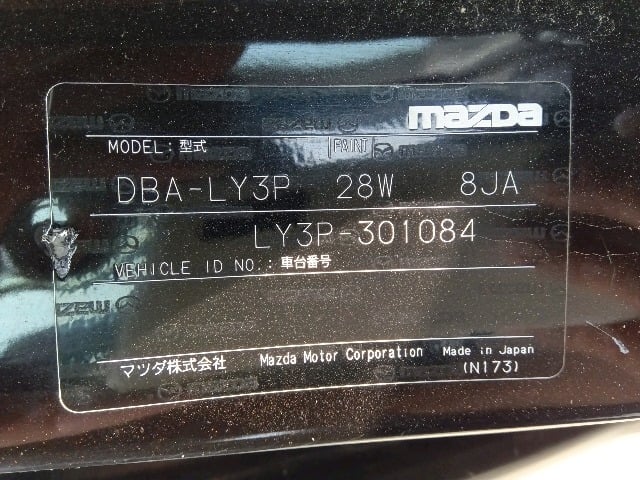 mazda
MODEL: 型式 PAINT
DBA-LY3P 28W 8JA
LY3P-301084
VEHICLE ID NO.: 車台番号
マツダ株式会社 Mazda Motor Corporation Made in Japan
(N173)